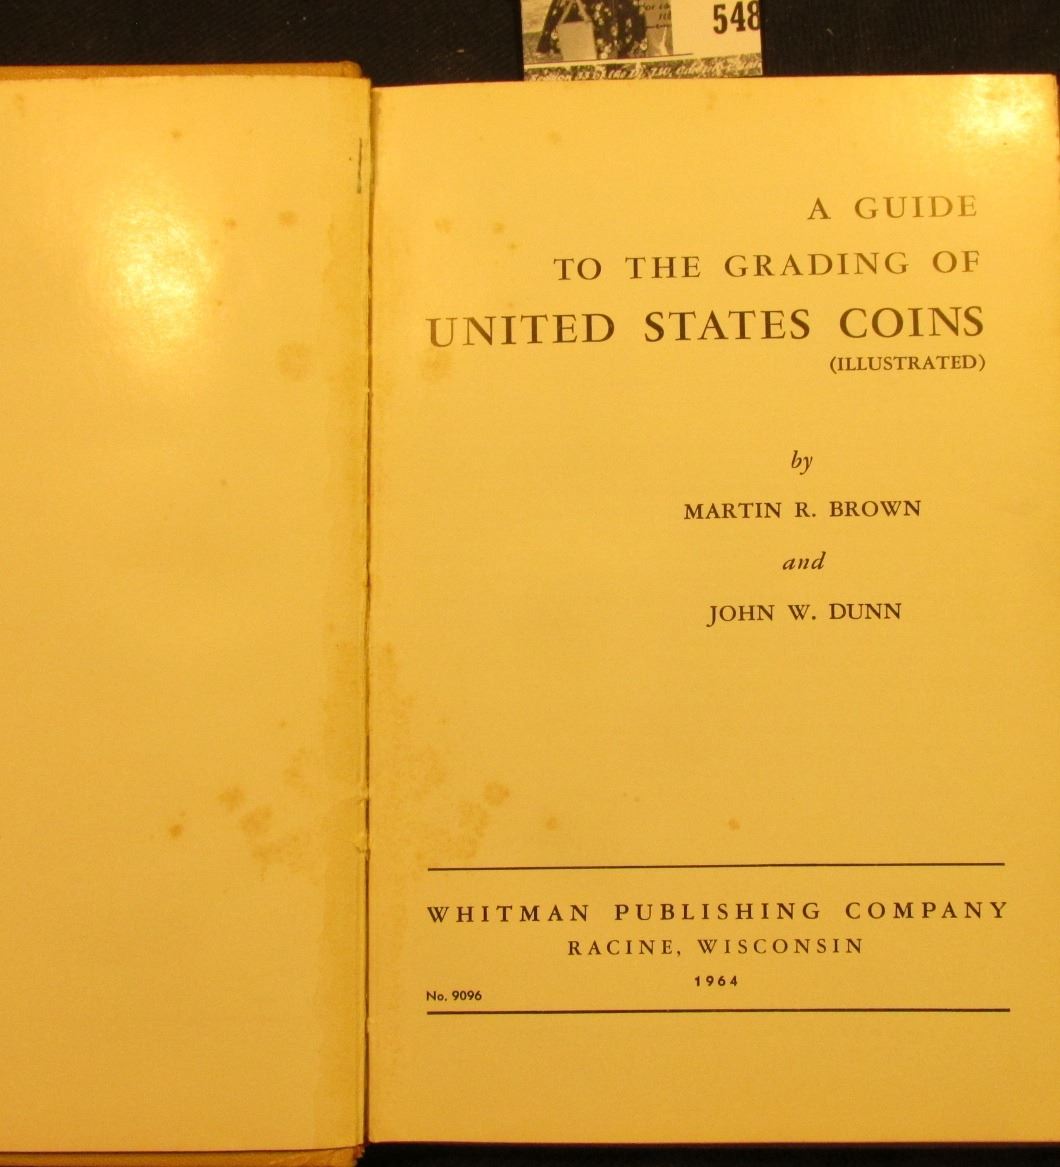 548
A GUIDE
TO THE GRADING OF
UNITED STATES COINS
(ILLUSTRATED)
by
MARTIN R. BROWN
and
JOHN W. DUNN
WHITMAN PUBLISHING COMPANY
RACINE, WISCONSIN
1964
No. 9096